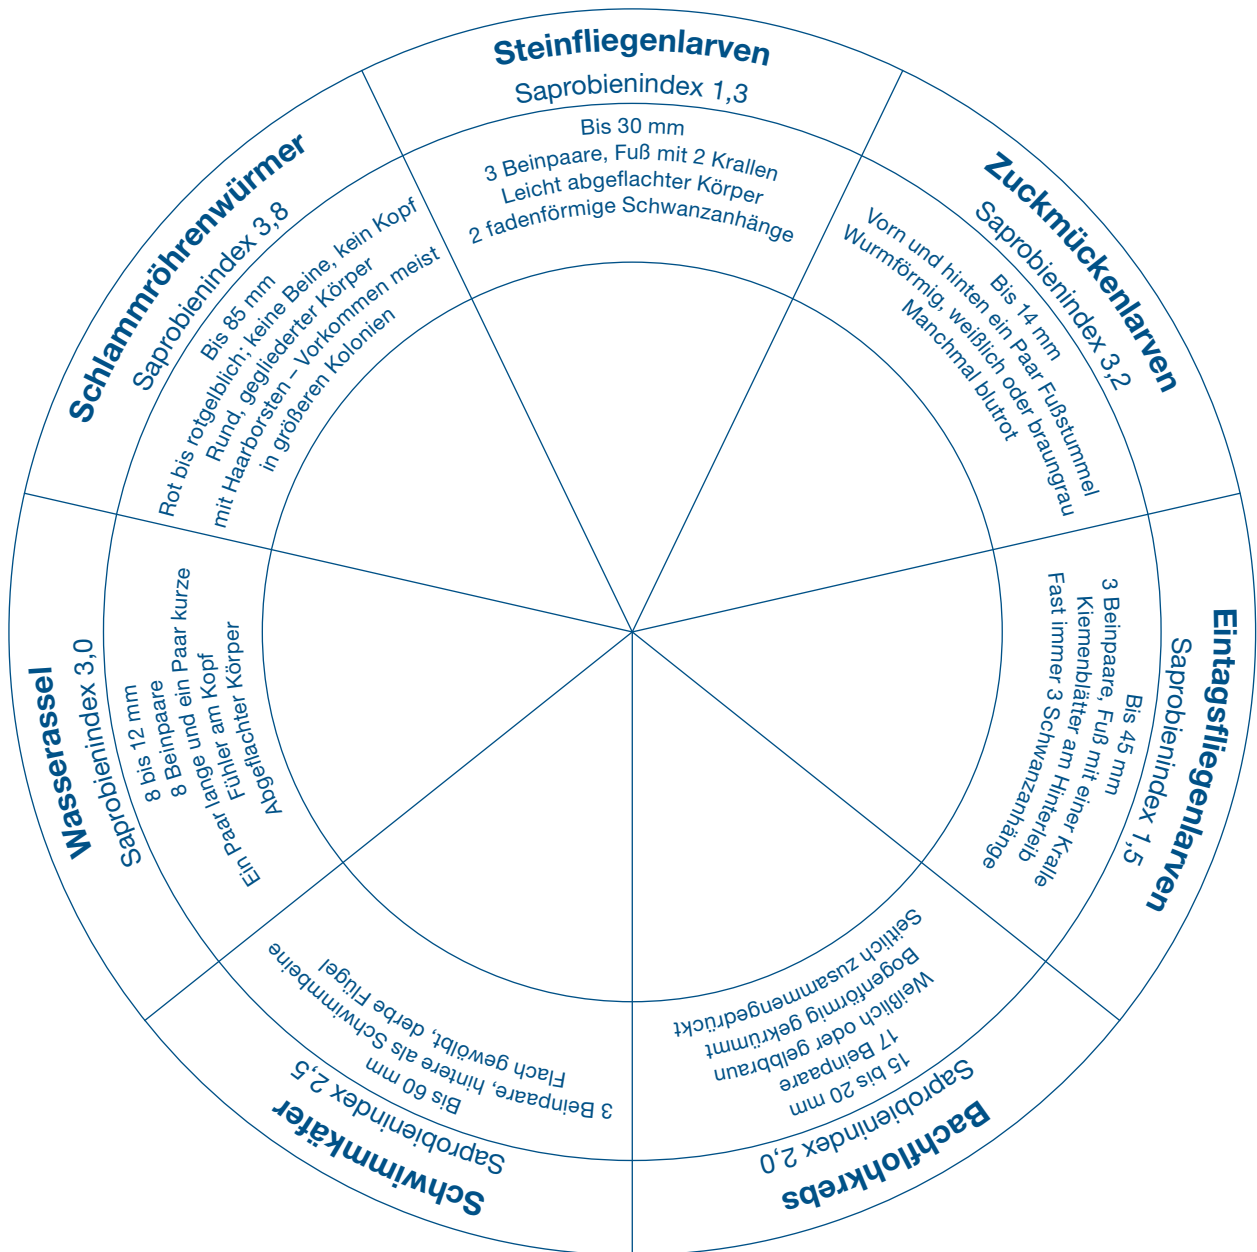 Steinfliegenlarven
Saprobienindex 1,3
Bis 30 mm
3 Beinpaare, Fuß mit 2 Krallen
Leicht abgeflachter Körper
2 fadenförmige Schwanzanhänge
Zuckmückenlarven
Saprobienindex 3,2
Bis 14 mm
Vorn und hinten ein Paar Fußstummel
Wurmförmig, weißlich oder braungrau
Manchmal blutrot
Eintagsfliegenlarven
Saprobienindex 1,5
Bis 45 mm
3 Beinpaare, Fuß mit einer Kralle
Kiemenblätter am Hinterleib
Fast immer 3 Schwanzanhänge
Bachflohkrebs
Saprobienindex 2,0
15 bis 20 mm
17 Beinpaare
Weißlich oder gelbbraun
Bogenförmig gekrümmt
Seitlich zusammengedrückt
Schwimmkäfer
Saprobienindex 2,5
Bis 60 mm
3 Beinpaare, hintere als Schwimmbeine
Flach gewölbt, derbe Flügel
Wasserassel
Saprobienindex 3,0
8 bis 12 mm
8 Beinpaare
8 Beinpaare und ein Paar kurze
Ein Paar lange und ein Paar kurze
Fühler am Kopf
Abgeflachter Körper
Schlammröhrenwürmer
Saprobienindex 3,8
Bis 85 mm
Rot bis rotgelblich; keine Beine, kein Kopf
Rund, gegliederter Körper
mit Haarborsten – Vorkommen meist
in größeren Kolonien